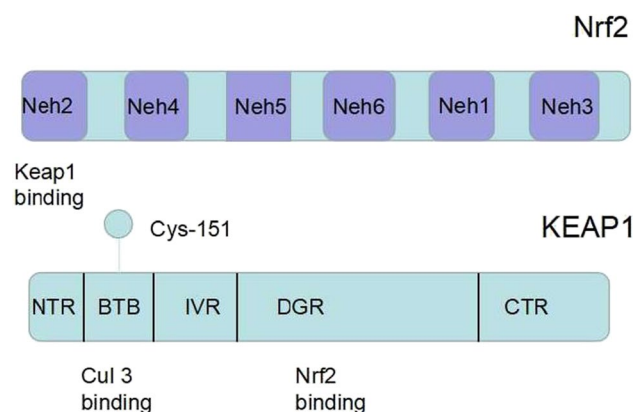 Nrf2
Neh2 Neh4 Neh5 Neh6 Neh1 Neh3
Keap1
binding
Cys-151
KEAP1
NTR BTB IVR DGR CTR
Cul 3
binding
Nrf2
binding